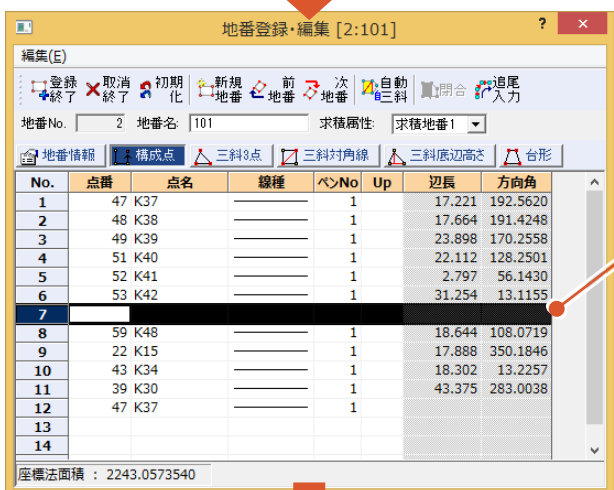 地番登録・編集 [2:101]
? ×
編集(E)
登録終了 取消終了 初期化 新規地番 前地番 次地番 自動三斜 閉合 追尾入力
地番No. 2 地番名: 101 求積属性: 求積地番1
地番情報 構成点 三斜3点 三斜対角線 三斜底辺高さ 台形
No. 点番 点名 線種 ペンNo Up 辺長 方向角
1 47 K37 1 17.221 192.5620
2 48 K38 1 17.664 191.4248
3 49 K39 1 23.898 170.2558
4 51 K40 1 22.112 128.2501
5 52 K41 1 2.797 56.1430
6 53 K42 1 31.254 13.1155
7
8 59 K48 1 18.644 108.0719
9 22 K15 1 17.888 350.1846
10 43 K34 1 18.302 13.2257
11 39 K30 1 43.375 283.0038
12 47 K37 1
13
14
座標法面積 : 2243.0573540